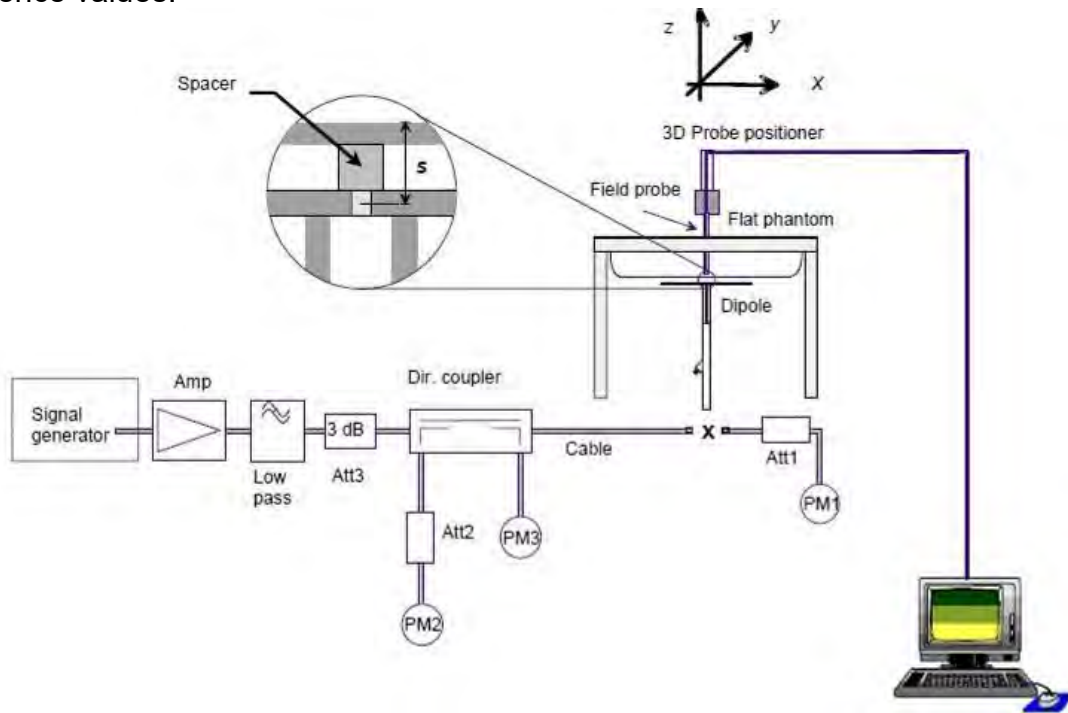 z
y
X
Spacer
3D Probe positioner
s
Field probe
Flat phantom
Dipole
Dir. coupler
Amp
Signal
generator
3 dB
Cable
X
Att1
Low
pass
Att3
PM1
Att2
PM3
PM2